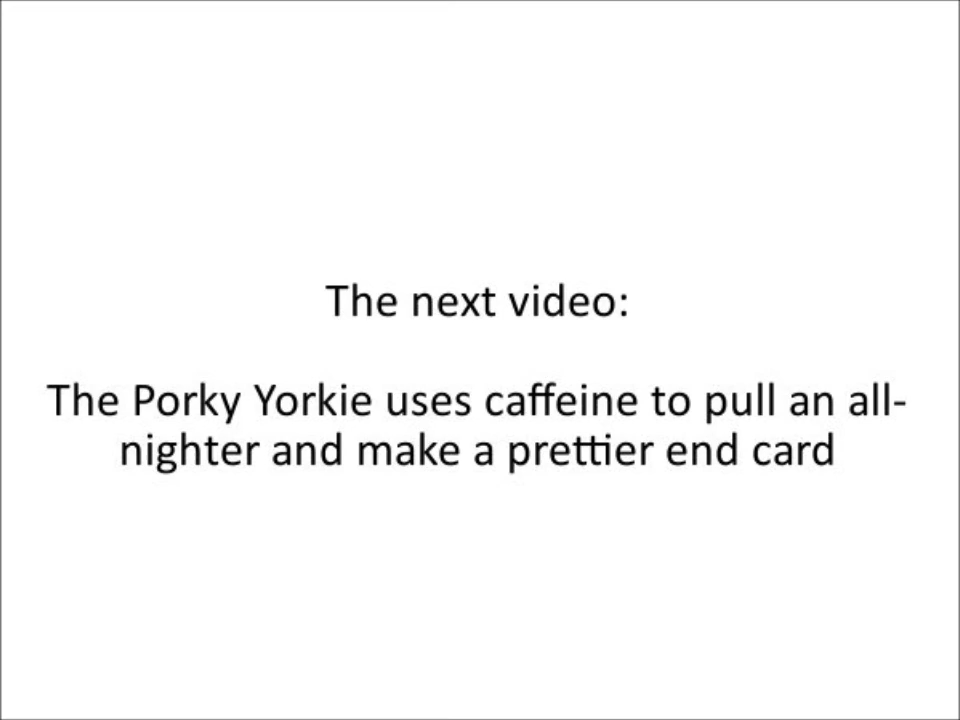 The next video:
The Porky Yorkie uses caffeine to pull an all-
nighter and make a prettier end card